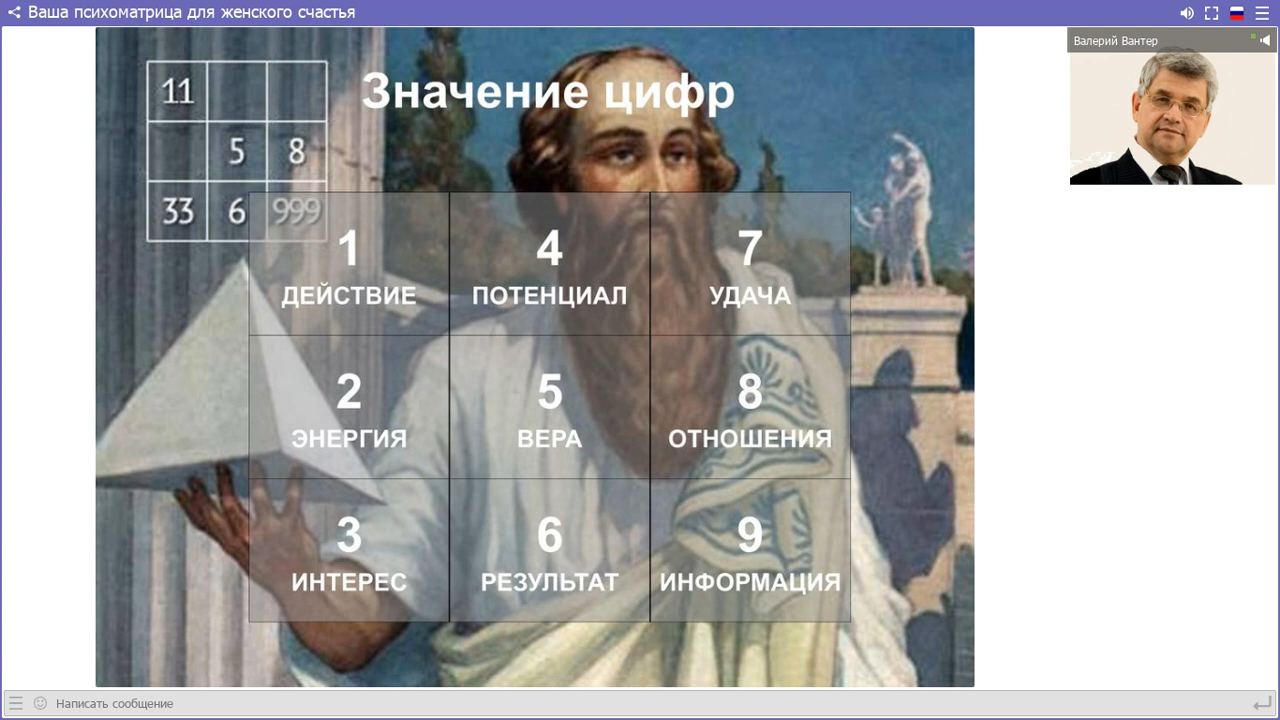 Ваша психоматрица для женского счастья
Валерий Вантер
Значение цифр
11
5 8
33 6 999
1 4 7
ДЕЙСТВИЕ ПОТЕНЦИАЛ УДАЧА
2 5 8
ЭНЕРГИЯ ВЕРА ОТНОШЕНИЯ
3 6 9
ИНТЕРЕС РЕЗУЛЬТАТ ИНФОРМАЦИЯ
Написать сообщение